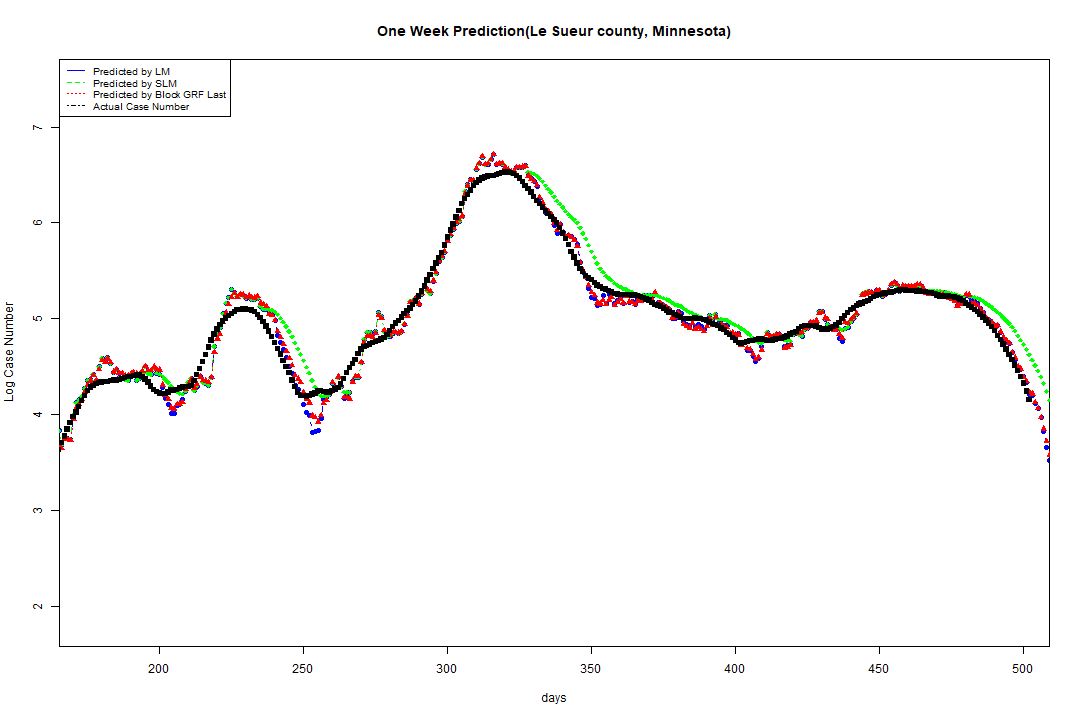 One Week Prediction(Le Sueur county, Minnesota)
Predicted by LM
Predicted by SLM
Predicted by Block GRF Last
Actual Case Number
Log Case Number
7
6
5
4
3
2
200 250 300 350 400 450 500
days